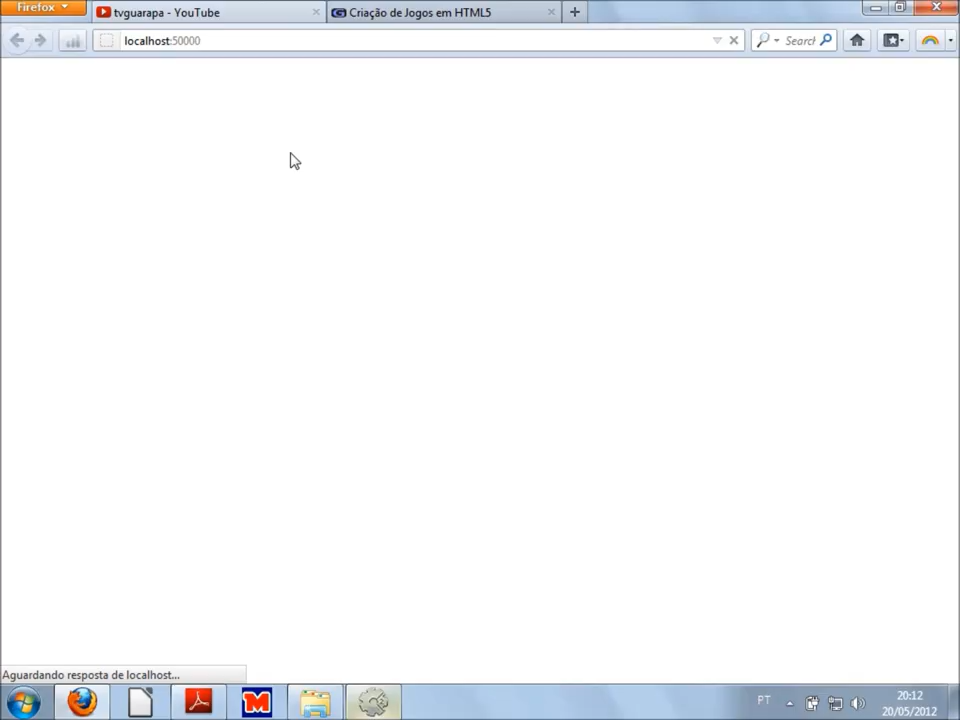 Firefox
tvguarapa - YouTube
Criação de Jogos em HTML5
localhost:50000
Search
Aguardando resposta de localhost...
PT
20:12
20/05/2012